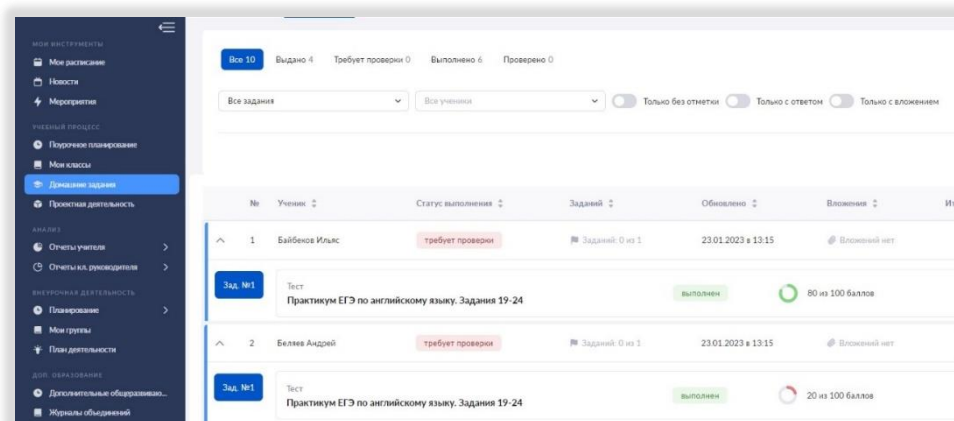 МОИ ИНСТРУМЕНТЫ
Мое расписание
Новости
Мероприятия
УЧЕБНЫЙ ПРОЦЕСС
Поурочное планирование
Мои классы
Домашние задания
Проектная деятельность
АНАЛИЗ
Отчеты учителя
Отчеты кл. руководителя
ВНЕУРОЧНАЯ ДЕЯТЕЛЬНОСТЬ
Планирование
Мои группы
План деятельности
ДОП. ОБРАЗОВАНИЕ
Дополнительные общеразвиваю...
Журналы объединений
Все 10 Выдано 4 Требует проверки 0 Выполнено 6 Проверено 0
Все задания Все ученики Только без отметки Только с ответом Только с вложением
№ Ученик Статус выполнения Заданий Обновлено Вложения
1 Байбеков Ильяс требует проверки Заданий: 0 из 1 23.01.2023 в 13:15 Вложений нет
Зад. №1 Тест
Практикум ЕГЭ по английскому языку. Задания 19-24 выполнен 80 из 100 баллов
2 Беляев Андрей требует проверки Заданий: 0 из 1 23.01.2023 в 13:15 Вложений нет
Зад. №1 Тест
Практикум ЕГЭ по английскому языку. Задания 19-24 выполнен 20 из 100 баллов